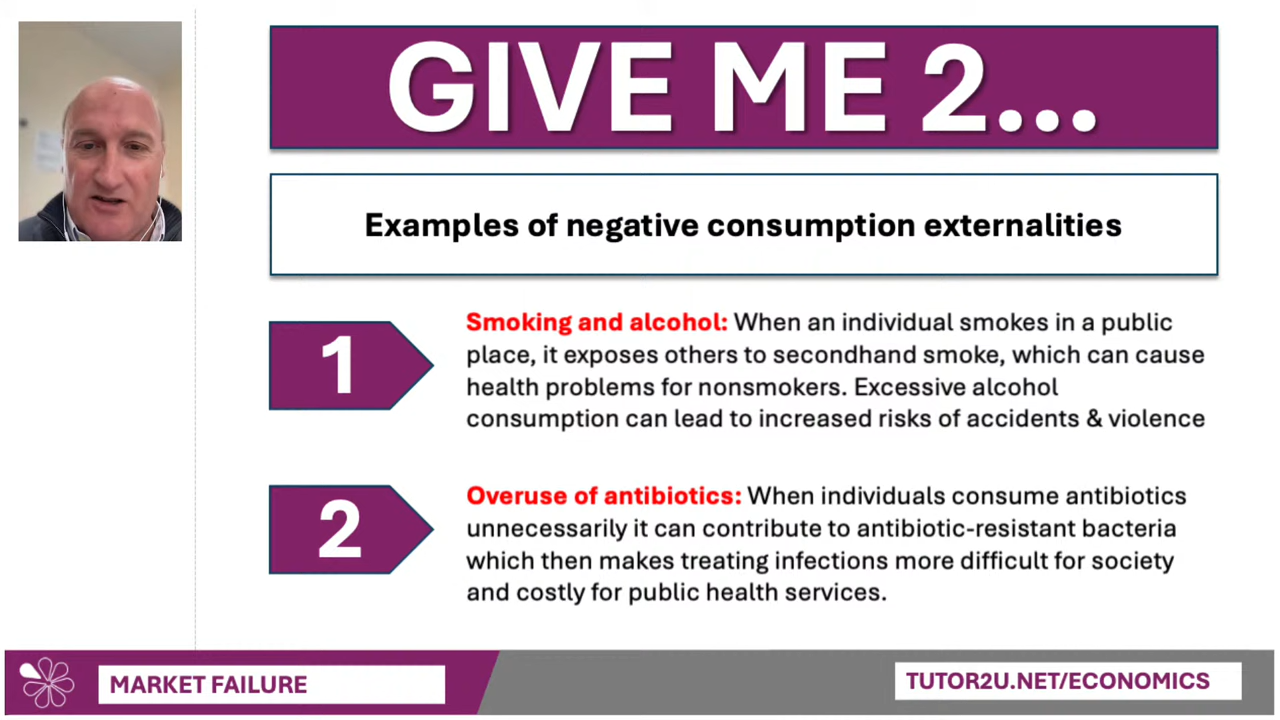 GIVE ME 2...
Examples of negative consumption externalities
1
Smoking and alcohol: When an individual smokes in a public
place, it exposes others to secondhand smoke, which can cause
health problems for nonsmokers. Excessive alcohol
consumption can lead to increased risks of accidents & violence
2
Overuse of antibiotics: When individuals consume antibiotics
unnecessarily it can contribute to antibiotic-resistant bacteria
which then makes treating infections more difficult for society
and costly for public health services.
MARKET FAILURE
TUTOR2U.NET/ECONOMICS